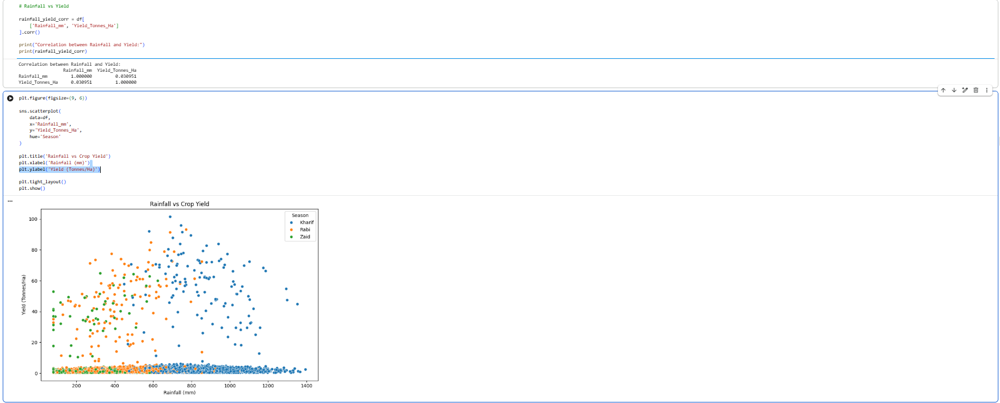 # Rainfall vs Yield
rainfall_yield_corr = df[
['Rainfall_mm', 'Yield_Tonnes_Ha']
].corr()
print("Correlation between Rainfall and Yield:")
print(rainfall_yield_corr)
Correlation between Rainfall and Yield:
Rainfall_mm Yield_Tonnes_Ha
Rainfall_mm 1.000000 0.030951
Yield_Tonnes_Ha 0.030951 1.000000
plt.figure(figsize=(9, 6))
sns.scatterplot(
data=df,
x='Rainfall_mm',
y='Yield_Tonnes_Ha',
hue='Season'
)
plt.title('Rainfall vs Crop Yield')
plt.xlabel('Rainfall (mm)')
plt.ylabel('Yield (Tonnes/Ha)')
plt.tight_layout()
plt.show()
Rainfall vs Crop Yield
Season
Kharif
Rabi
Zaid
100
80
60
40
20
0
Yield (Tonnes/Ha)
200 400 600 800 1000 1200 1400
Rainfall (mm)